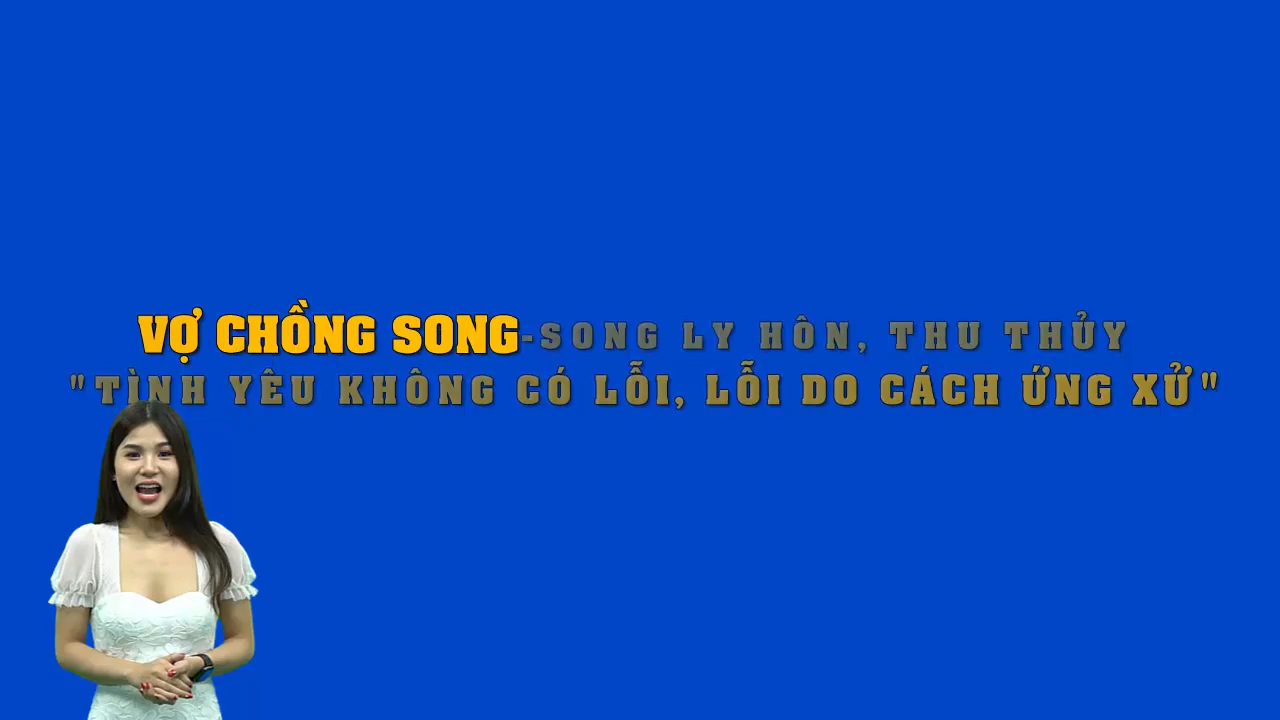 VỢ CHỒNG SONG-SONG LY HÔN, THU THỦY
"TÌNH YÊU KHÔNG CÓ LỖI, LỖI DO CÁCH ỨNG XỬ"